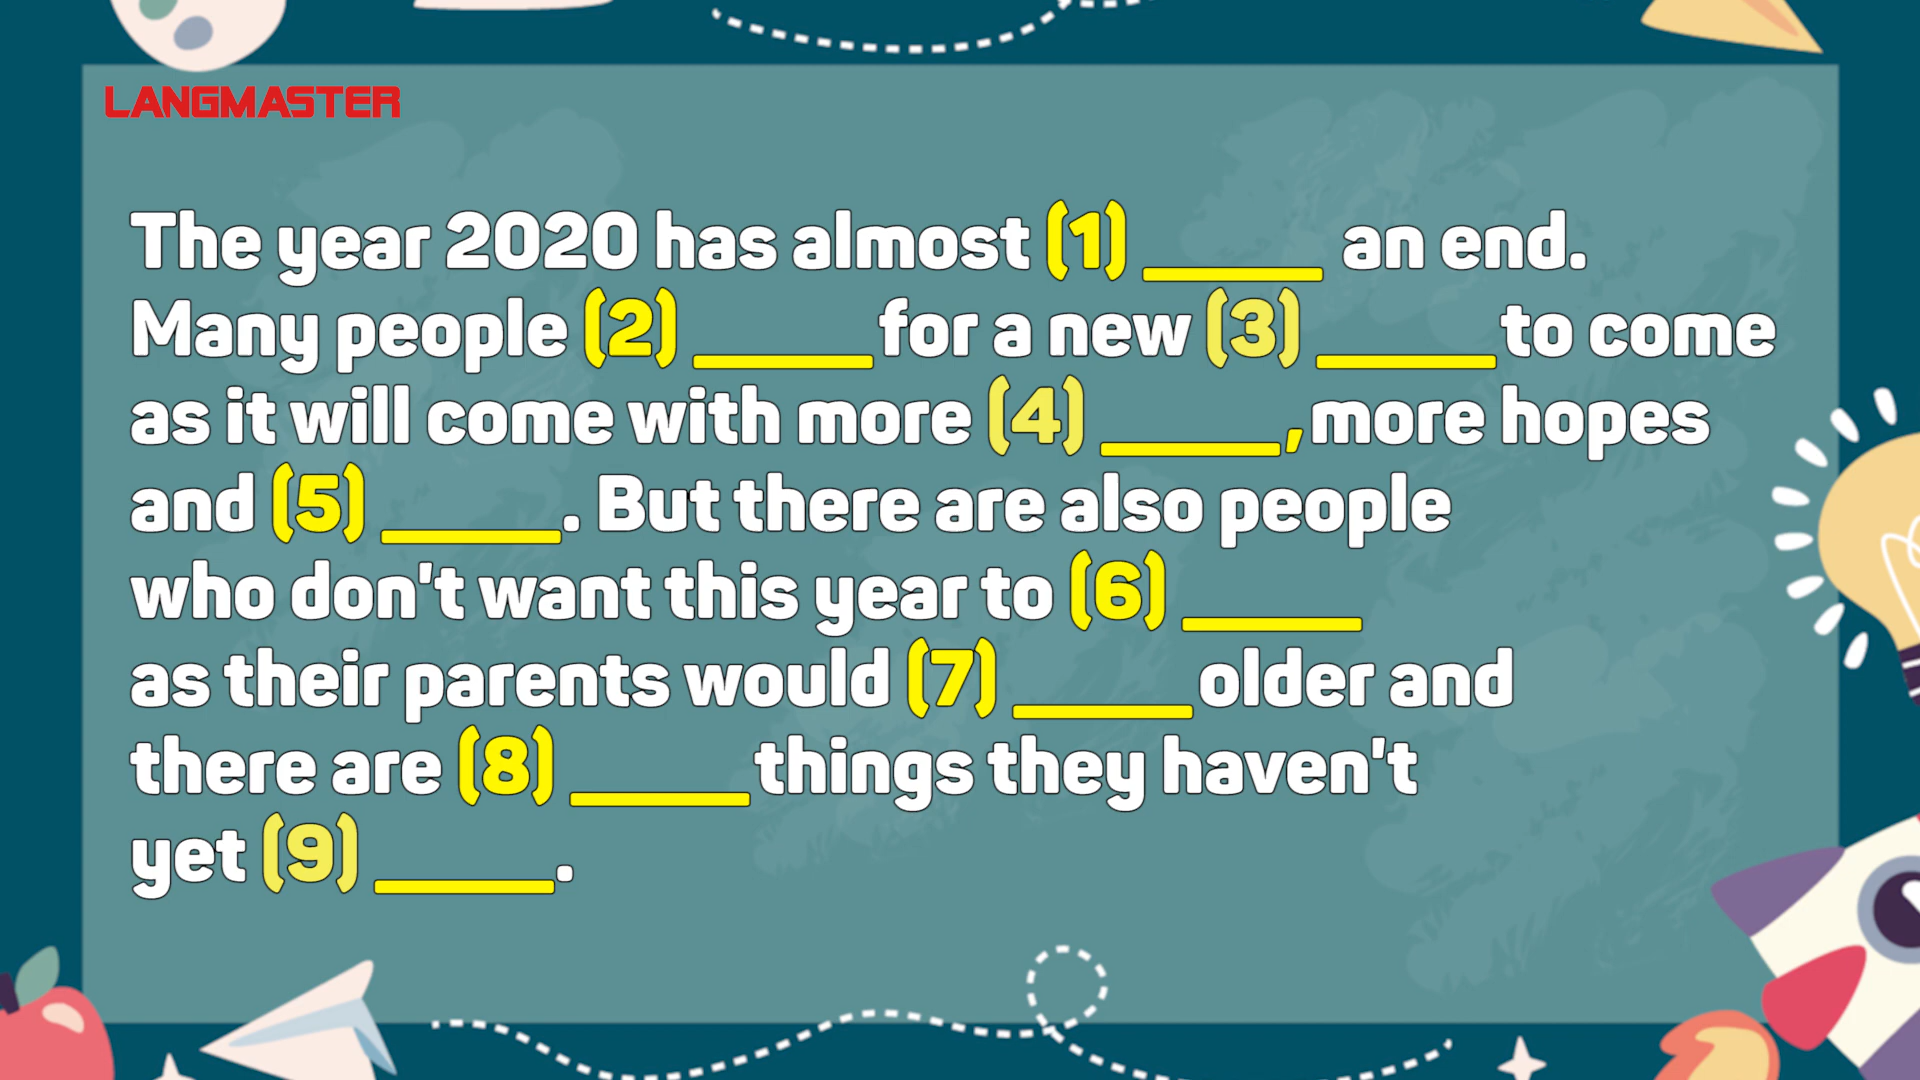 LANGMASTER
The year 2020 has almost (1) _____ an end.
Many people (2) _____ for a new (3) _____ to come
as it will come with more (4) _____, more hopes
and (5) _____. But there are also people
who don't want this year to (6) _____
as their parents would (7) _____ older and
there are (8) _____ things they haven't
yet (9) _____.